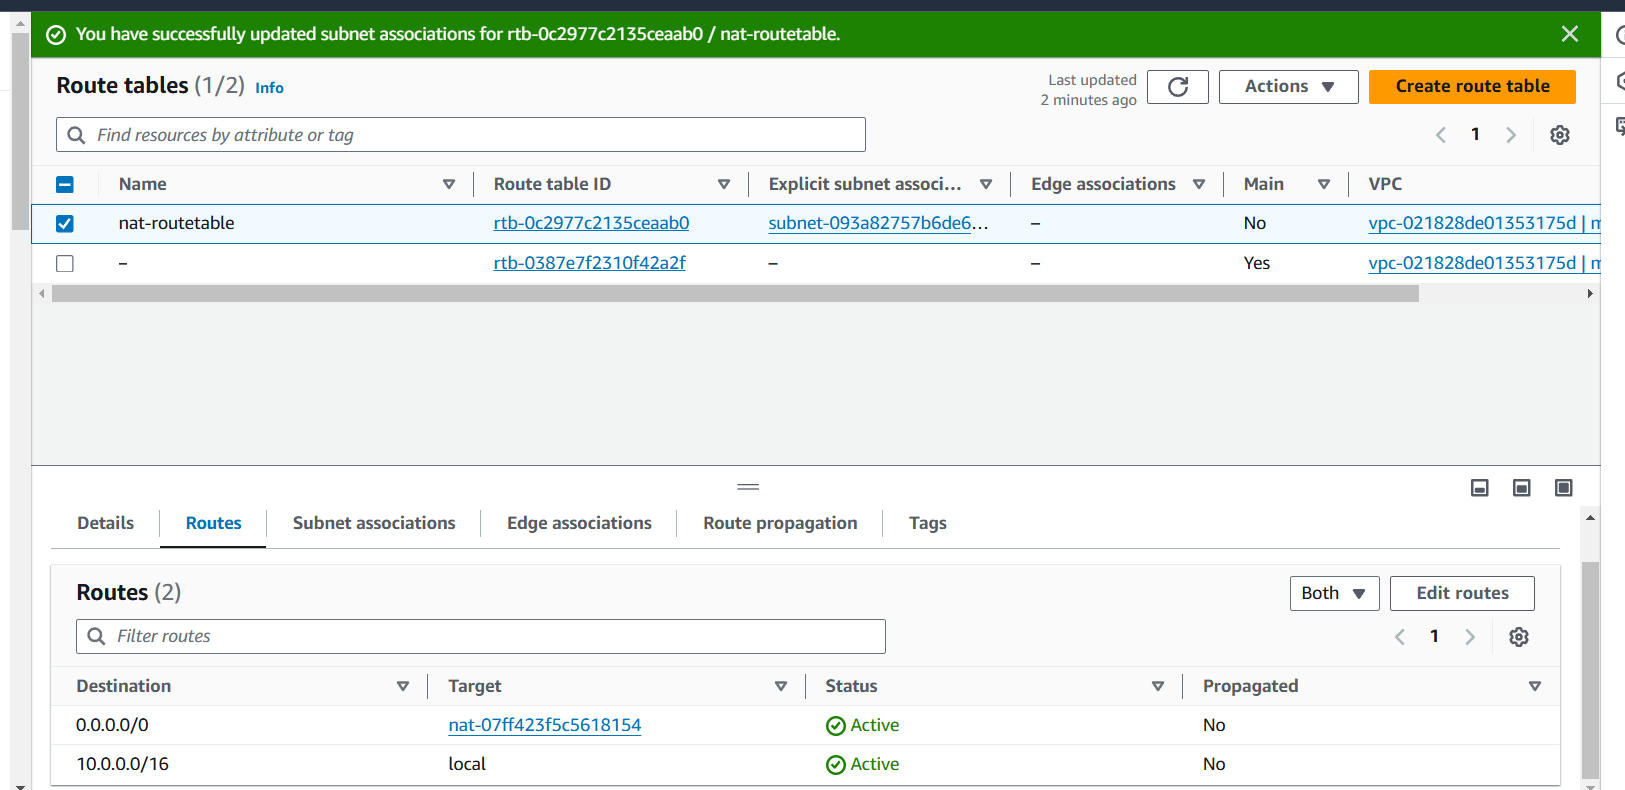 You have successfully updated subnet associations for rtb-0c2977c2135ceaab0 / nat-routetable.
Route tables (1/2) Info
Last updated
2 minutes ago
Actions
Create route table
Find resources by attribute or tag
1
Name Route table ID Explicit subnet associ... Edge associations Main VPC
nat-routetable rtb-0c2977c2135ceaab0 subnet-093a82757b6de6... – No vpc-021828de01353175d |
– rtb-0387e7f2310f42a2f – – Yes vpc-021828de01353175d |
Details Routes Subnet associations Edge associations Route propagation Tags
Routes (2)
Both
Edit routes
Filter routes
1
Destination Target Status Propagated
0.0.0.0/0 nat-07ff423f5c5618154 Active No
10.0.0.0/16 local Active No